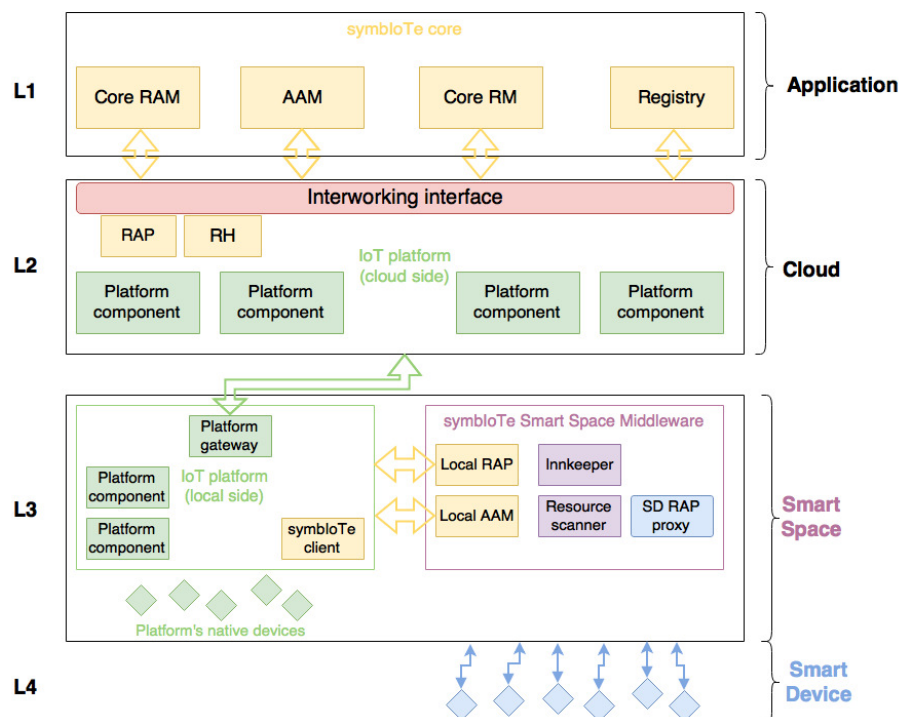 symbIoTe core
L1
Core RAM
AAM
Core RM
Registry
Application
Interworking interface
RAP
RH
L2
IoT platform
(cloud side)
Cloud
Platform
component
Platform
component
Platform
component
Platform
component
Platform
gateway
symbIoTe Smart Space Middleware
Local RAP
Innkeeper
IoT platform
(local side)
Platform
component
L3
Local AAM
Resource
scanner
SD RAP
proxy
Smart
Space
Platform
component
symbIoTe
client
Platform's native devices
L4
Smart
Device